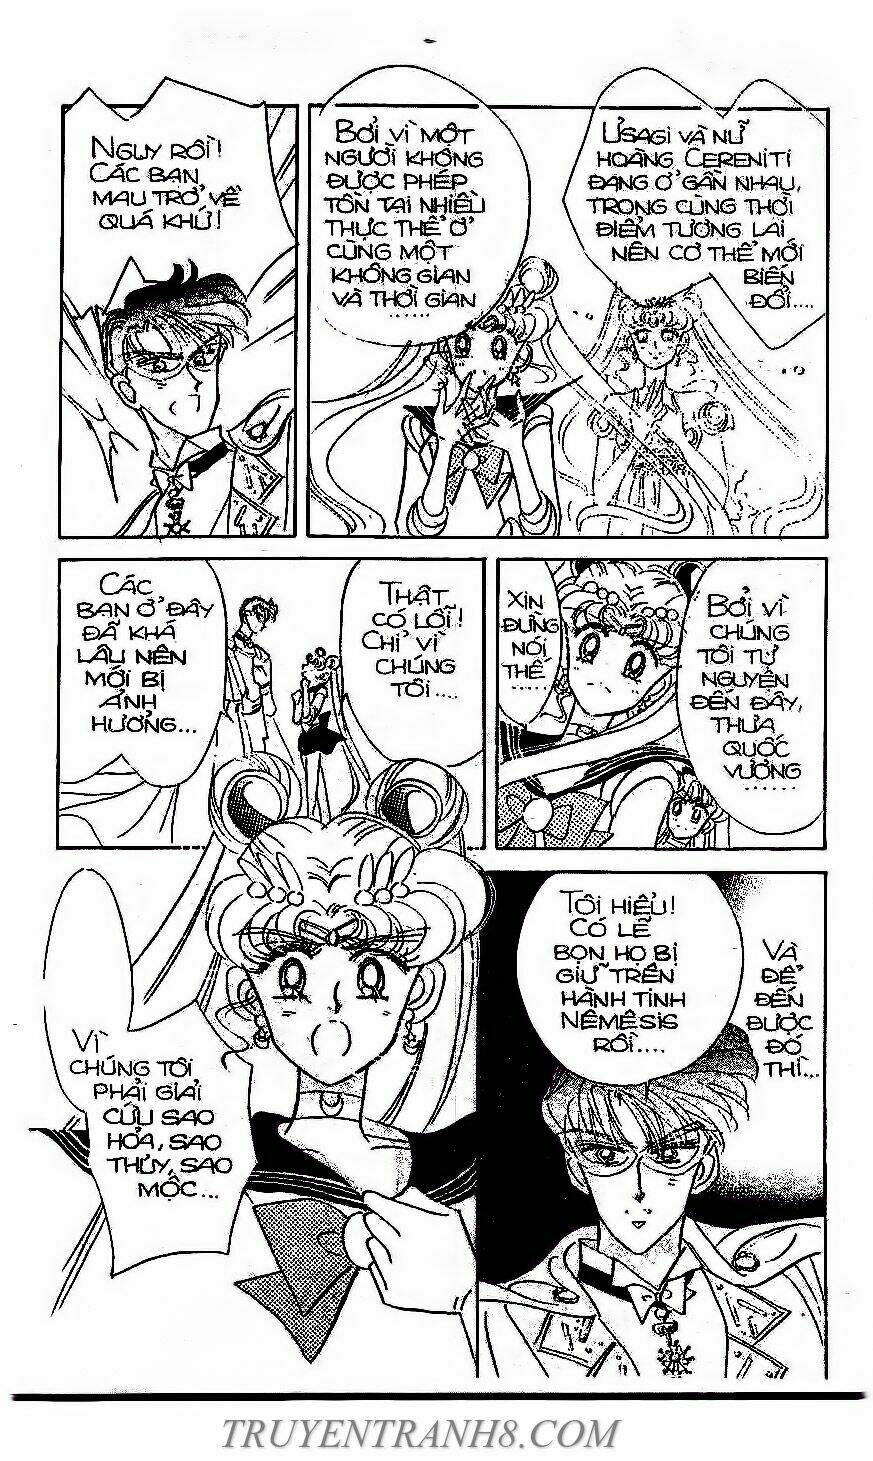 NGUY RỒI!
CÁC BẠN
MAU TRỞ VỀ
QUÁ KHỨ!
BỞI VÌ MỘT
NGƯỜI KHÔNG
ĐƯỢC PHÉP
TỒN TẠI NHIỀU
THỰC THỂ Ở
CÙNG MỘT
KHÔNG GIAN
VÀ THỜI GIAN
......
USAGI VÀ NỮ
HOÀNG CERENITI
ĐANG Ở GẦN NHAU,
TRONG CÙNG THỜI
ĐIỂM TƯƠNG LAI
NÊN CƠ THỂ MỚI
BIẾN
ĐỔI....
CÁC
BẠN Ở ĐÂY
ĐÃ KHÁ
LÂU NÊN
MỚI BỊ
ẢNH
HƯỞNG...
THẬT
CÓ LỖI!
CHỈ VÌ
CHÚNG
TÔI....
XIN
ĐỪNG
NÓI
THẾ
......
BỞI VÌ
CHÚNG
TÔI TỰ
NGUYỆN
ĐẾN ĐÂY,
THƯA
QUỐC
VƯƠNG
......
VÌ
CHÚNG TÔI
PHẢI GIẢI
CỨU SAO
HỎA, SAO
THỦY, SAO
MỘC...
TÔI HIỂU!
CÓ LẼ
BỌN HỌ BỊ
GIỮ TRÊN
HÀNH TINH
NÊMÊSIS
RỒI....
VÀ
ĐỂ
ĐẾN
ĐƯỢC
ĐÓ
THÌ...
TRUYENTRANH8.COM